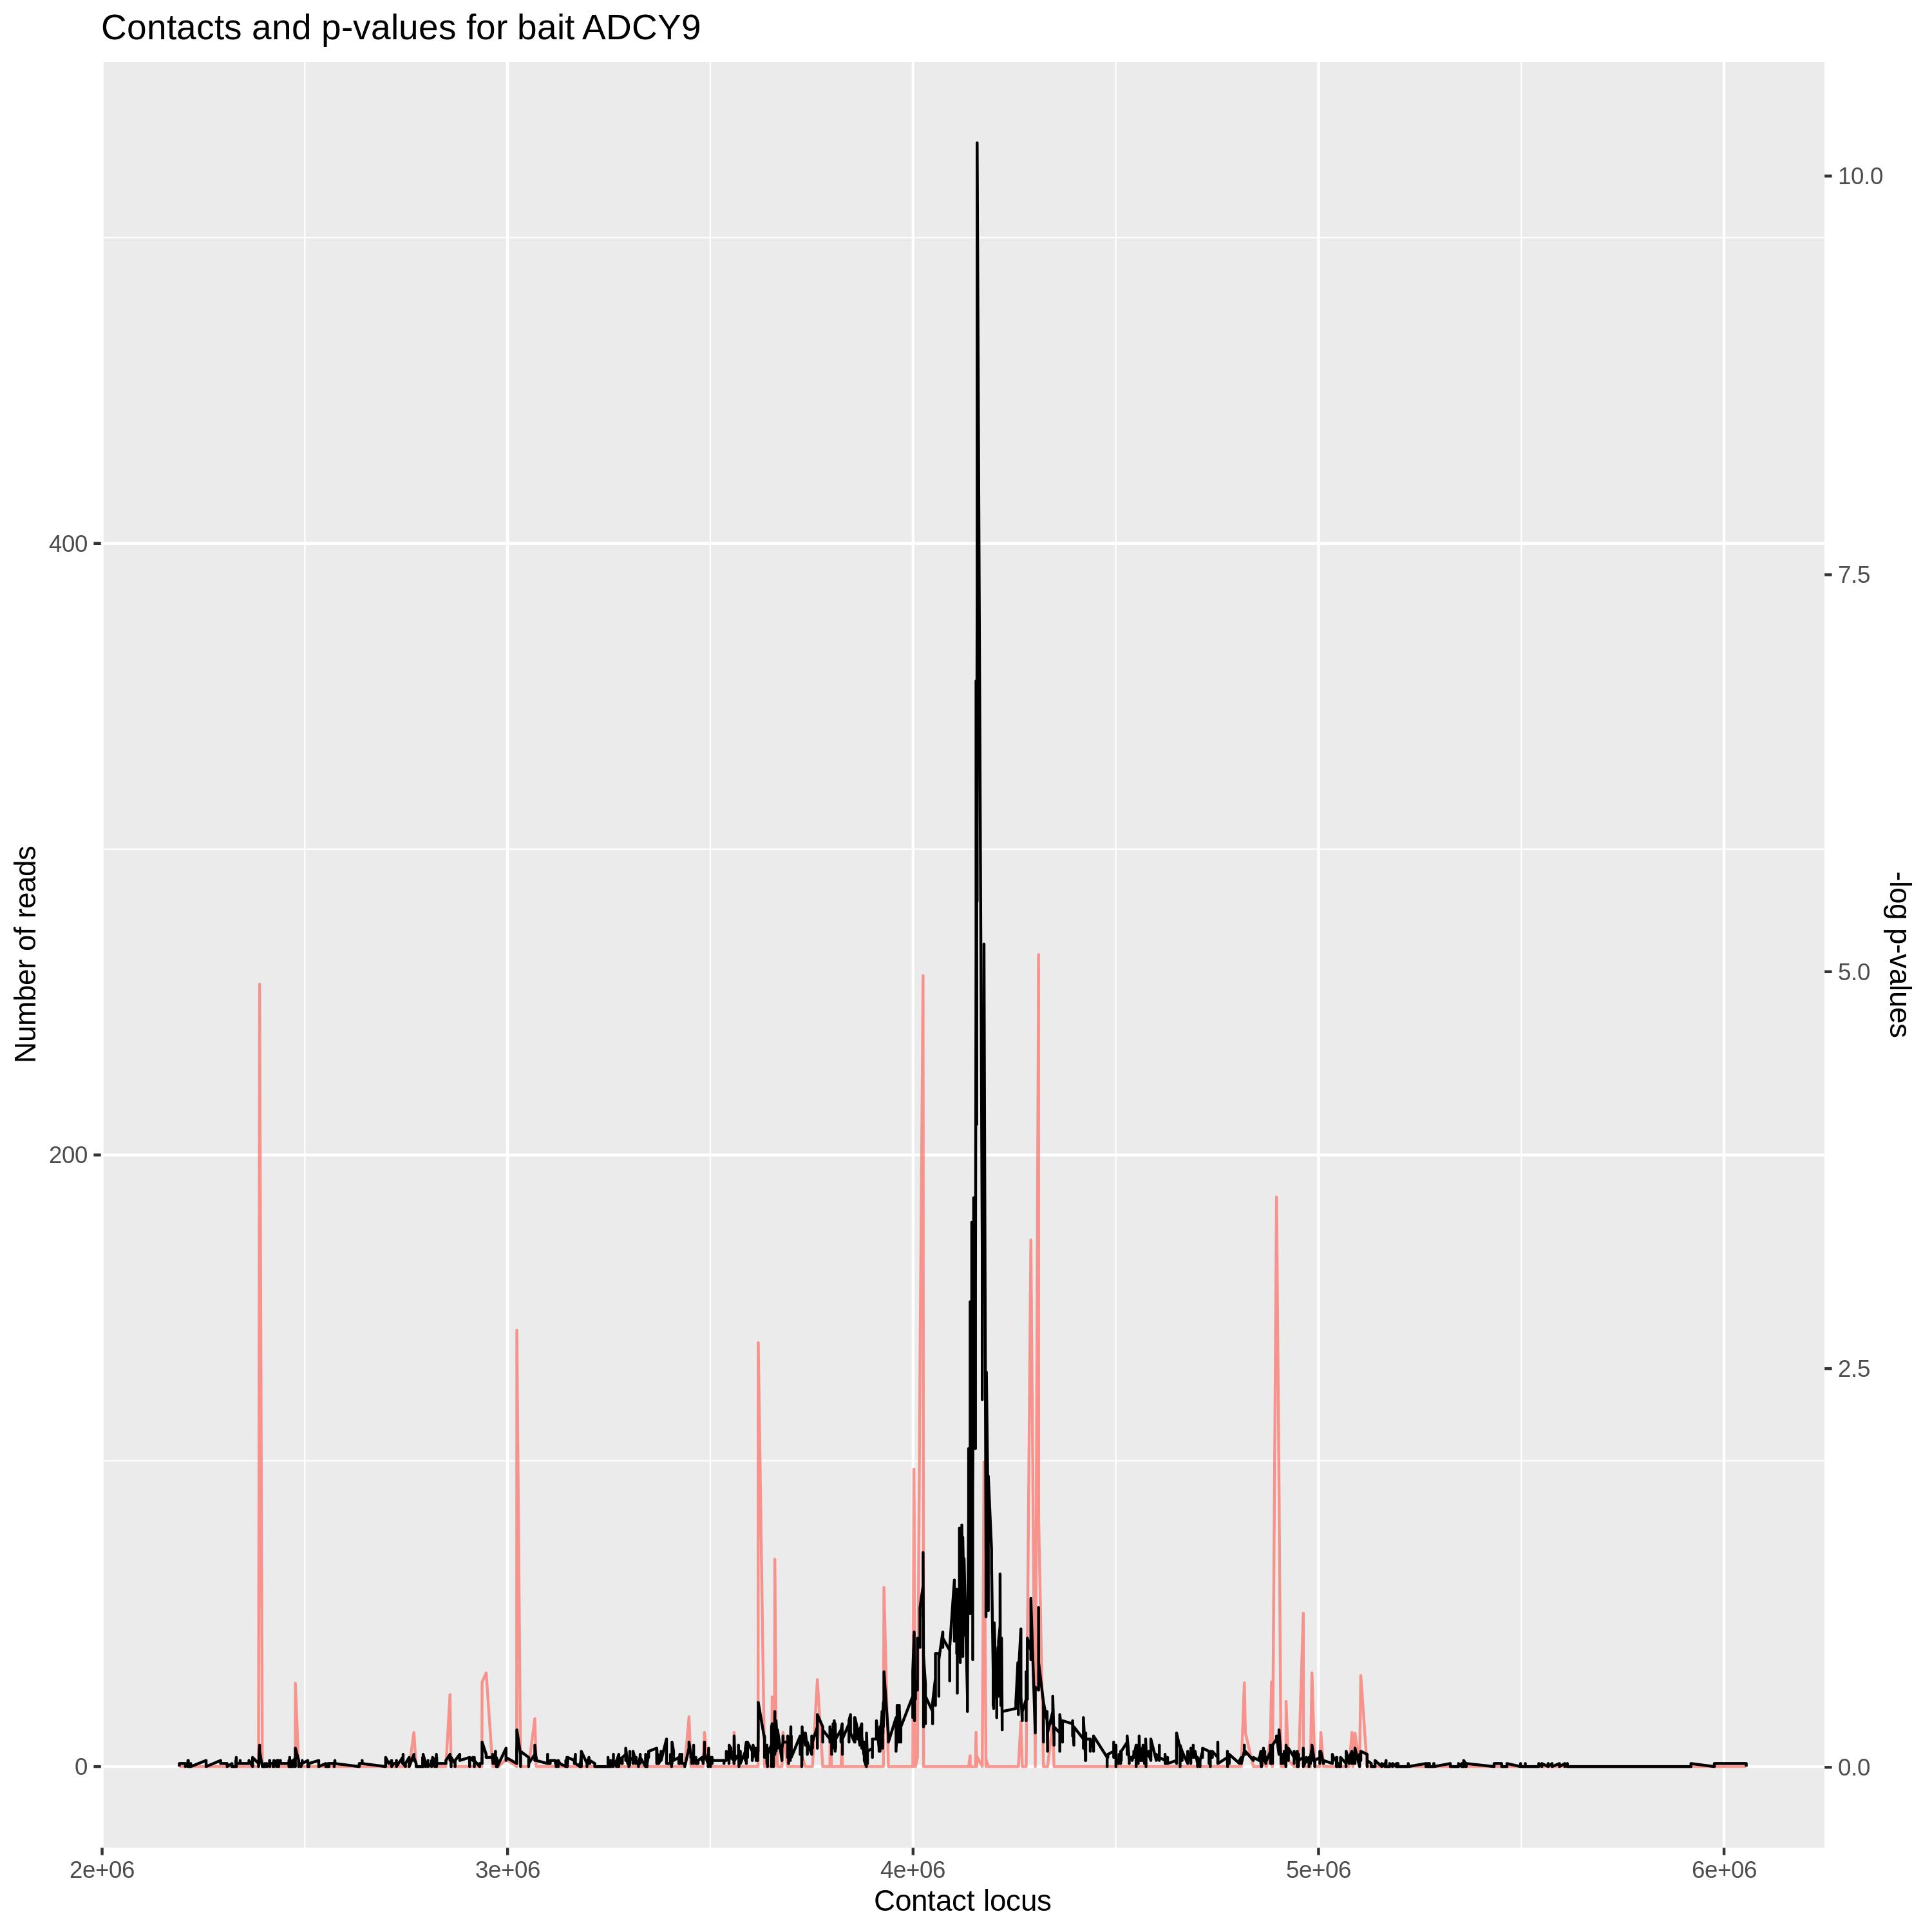 Contacts and p-values for bait ADCY9
Number of reads
400
200
0
10.0
7.5
5.0
2.5
0.0
-log p-values
2e+06 3e+06 4e+06 5e+06 6e+06
Contact locus